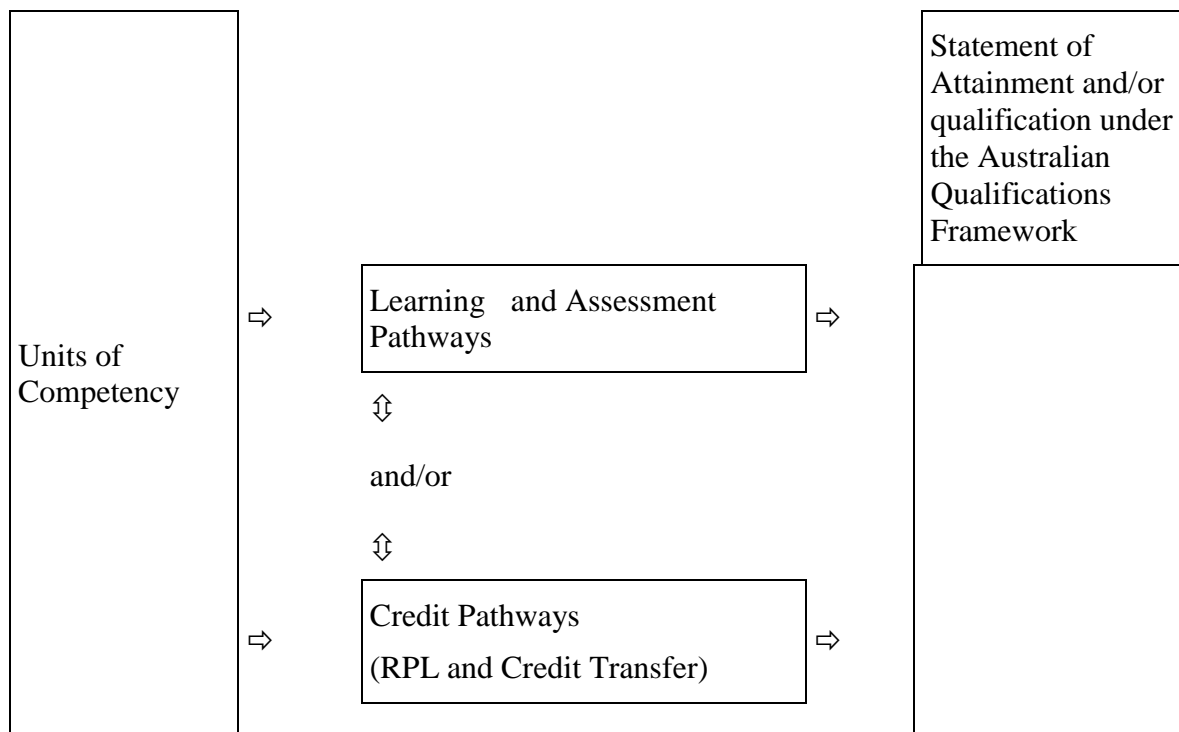 Statement of
Attainment and/or
qualification under
the Australian
Qualifications
Framework
Learning and Assessment
Pathways
⇨
⇨
Units of
Competency
⇕
and/or
⇕
Credit Pathways
⇨
⇨
(RPL and Credit Transfer)